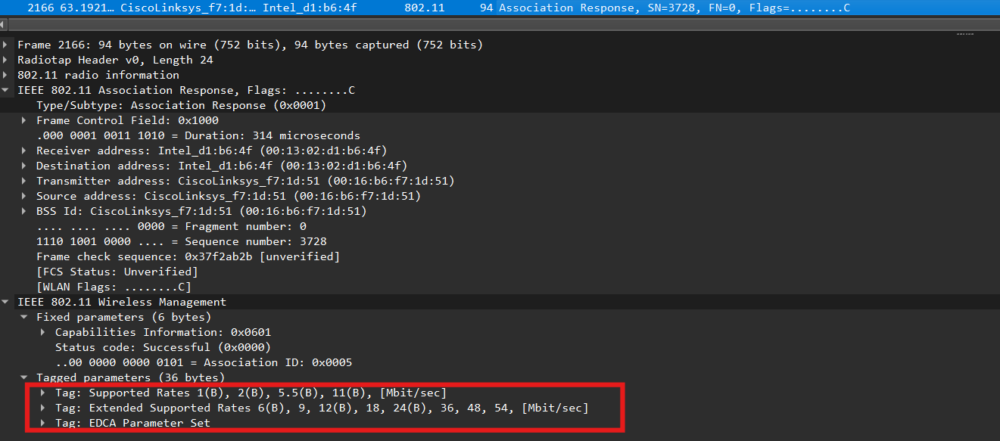 2166 63.1921… CiscoLinksys_f7:1d:… Intel_d1:b6:4f 802.11 94 Association Response, SN=3728, FN=0, Flags=........C
Frame 2166: 94 bytes on wire (752 bits), 94 bytes captured (752 bits)
Radiotap Header v0, Length 24
802.11 radio information
IEEE 802.11 Association Response, Flags: ........C
Type/Subtype: Association Response (0x0001)
Frame Control Field: 0x1000
.000 0001 0011 1010 = Duration: 314 microseconds
Receiver address: Intel_d1:b6:4f (00:13:02:d1:b6:4f)
Destination address: Intel_d1:b6:4f (00:13:02:d1:b6:4f)
Transmitter address: CiscoLinksys_f7:1d:51 (00:16:b6:f7:1d:51)
Source address: CiscoLinksys_f7:1d:51 (00:16:b6:f7:1d:51)
BSS Id: CiscoLinksys_f7:1d:51 (00:16:b6:f7:1d:51)
.... .... .... 0000 = Fragment number: 0
1110 1001 0000 .... = Sequence number: 3728
Frame check sequence: 0x37f2ab2b [unverified]
[FCS Status: Unverified]
[WLAN Flags: ........C]
IEEE 802.11 Wireless Management
Fixed parameters (6 bytes)
Capabilities Information: 0x0601
Status code: Successful (0x0000)
..00 0000 0000 0101 = Association ID: 0x0005
Tagged parameters (36 bytes)
Tag: Supported Rates 1(B), 2(B), 5.5(B), 11(B), [Mbit/sec]
Tag: Extended Supported Rates 6(B), 9, 12(B), 18, 24(B), 36, 48, 54, [Mbit/sec]
Tag: EDCA Parameter Set